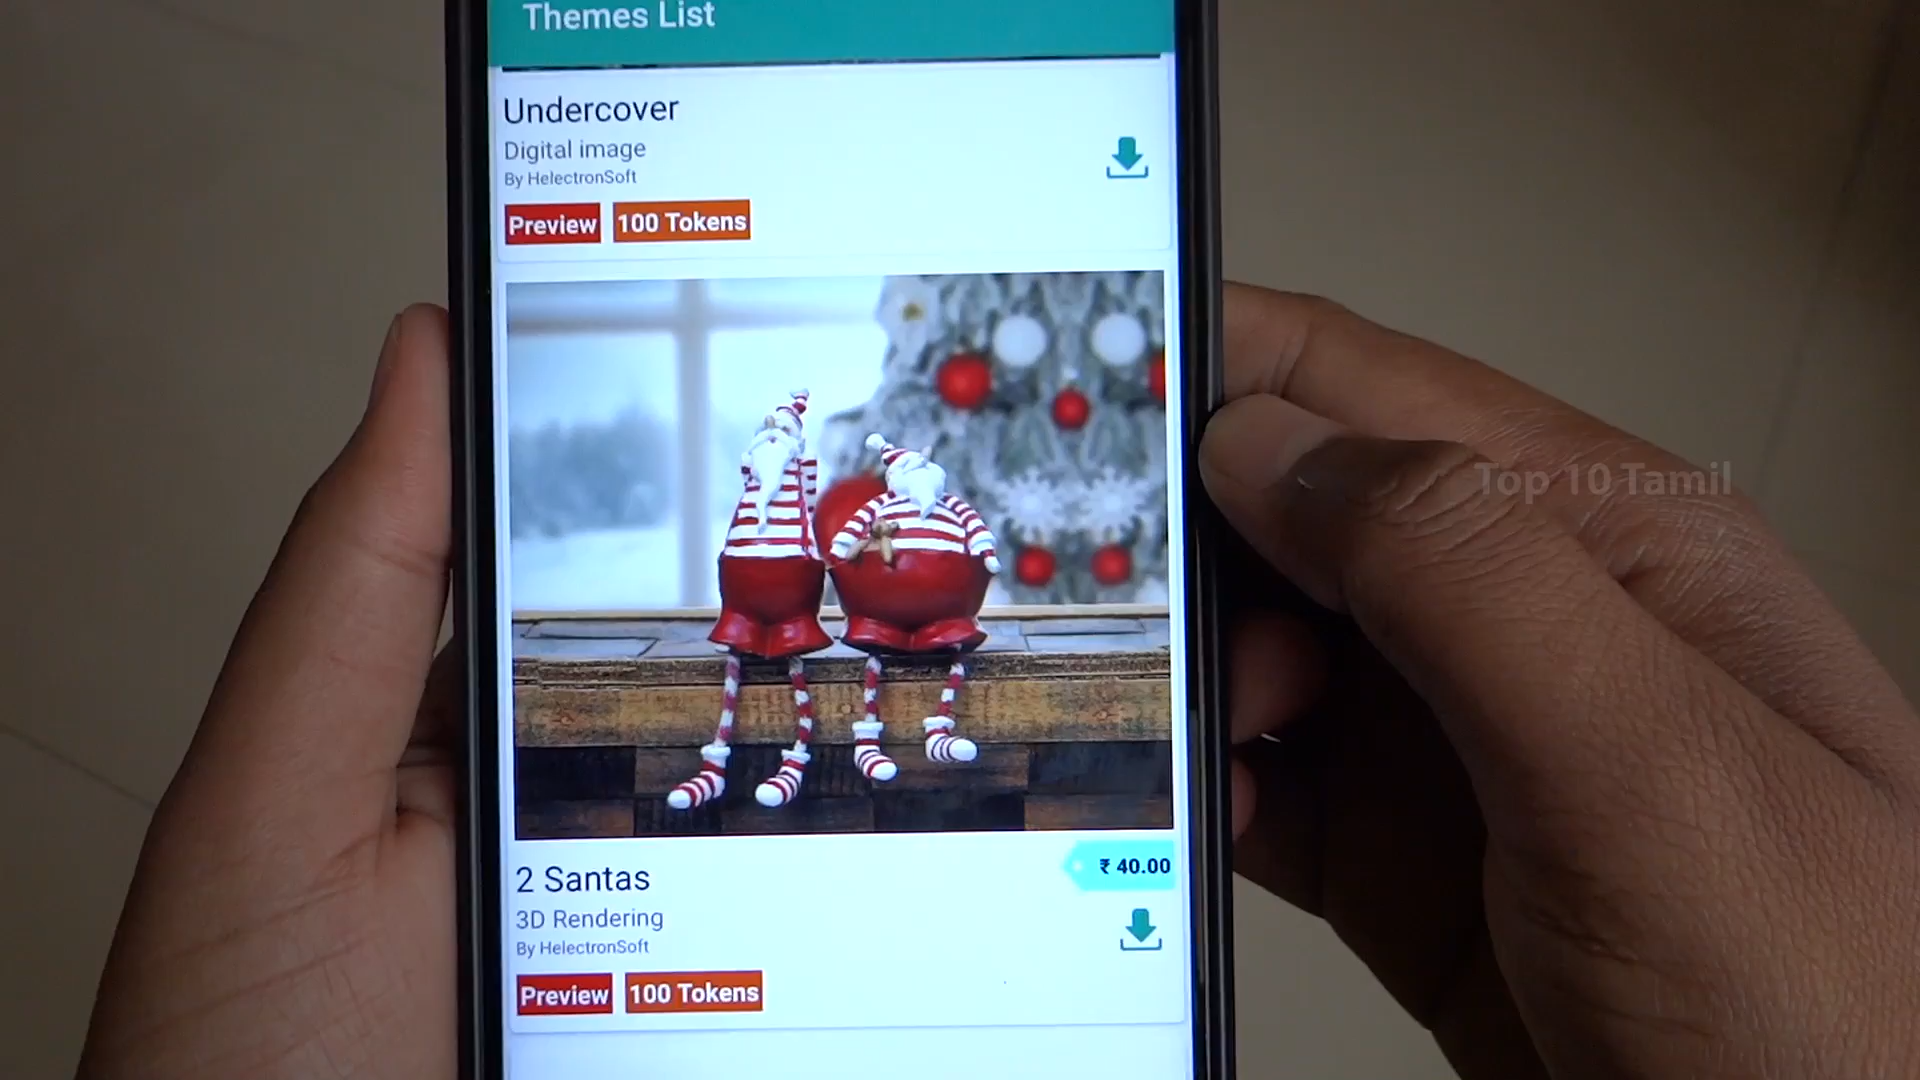 Themes List
Undercover
Digital image
By HelectronSoft
Preview
100 Tokens
Top 10 Tamil
2 Santas
₹ 40.00
3D Rendering
By HelectronSoft
Preview
100 Tokens